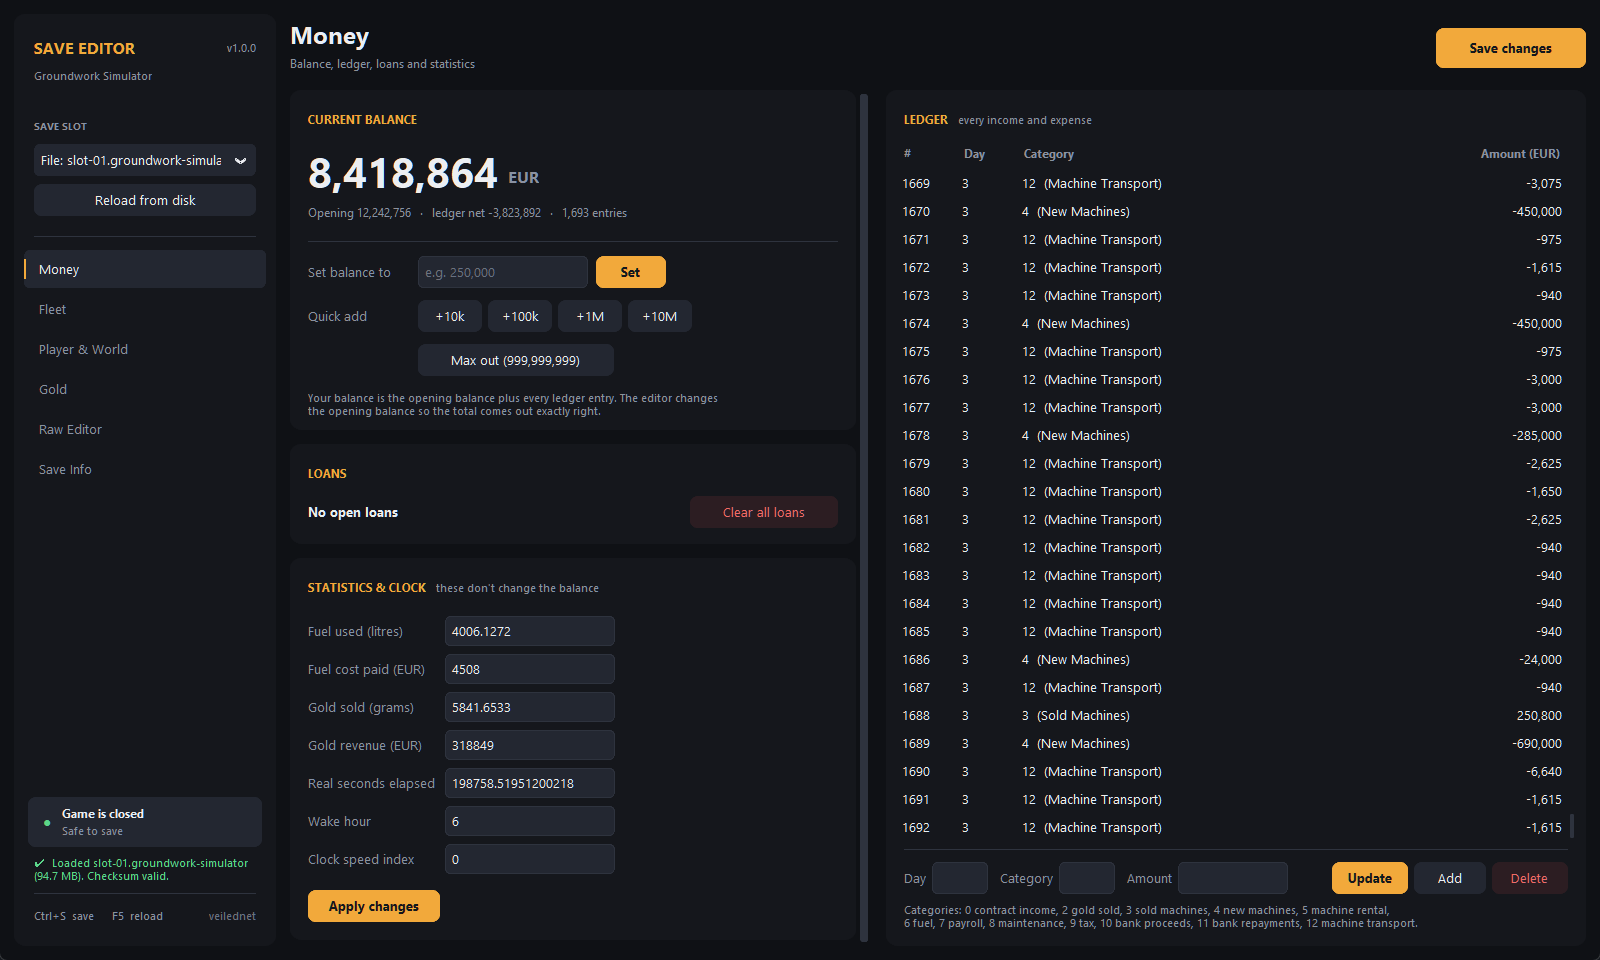 SAVE EDITOR v1.0.0
Groundwork Simulator
SAVE SLOT
File: slot-01.groundwork-simula
Reload from disk
Money
Fleet
Player & World
Gold
Raw Editor
Save Info
Game is closed
Safe to save
✓ Loaded slot-01.groundwork-simulator
(94.7 MB). Checksum valid.
Ctrl+S save F5 reload veilednet
Money
Balance, ledger, loans and statistics
Save changes
CURRENT BALANCE
8,418,864 EUR
Opening 12,242,756 · ledger net -3,823,892 · 1,693 entries
Set balance to e.g. 250,000 Set
Quick add +10k +100k +1M +10M
Max out (999,999,999)
Your balance is the opening balance plus every ledger entry. The editor changes
the opening balance so the total comes out exactly right.
LOANS
No open loans Clear all loans
STATISTICS & CLOCK these don't change the balance
Fuel used (litres) 4006.1272
Fuel cost paid (EUR) 4508
Gold sold (grams) 5841.6533
Gold revenue (EUR) 318849
Real seconds elapsed 198758.51951200218
Wake hour 6
Clock speed index 0
Apply changes
LEDGER every income and expense
# Day Category Amount (EUR)
1669 3 12 (Machine Transport) -3,075
1670 3 4 (New Machines) -450,000
1671 3 12 (Machine Transport) -975
1672 3 12 (Machine Transport) -1,615
1673 3 12 (Machine Transport) -940
1674 3 4 (New Machines) -450,000
1675 3 12 (Machine Transport) -975
1676 3 12 (Machine Transport) -3,000
1677 3 12 (Machine Transport) -3,000
1678 3 4 (New Machines) -285,000
1679 3 12 (Machine Transport) -2,625
1680 3 12 (Machine Transport) -1,650
1681 3 12 (Machine Transport) -2,625
1682 3 12 (Machine Transport) -940
1683 3 12 (Machine Transport) -940
1684 3 12 (Machine Transport) -940
1685 3 12 (Machine Transport) -940
1686 3 4 (New Machines) -24,000
1687 3 12 (Machine Transport) -940
1688 3 3 (Sold Machines) 250,800
1689 3 4 (New Machines) -690,000
1690 3 12 (Machine Transport) -6,640
1691 3 12 (Machine Transport) -1,615
1692 3 12 (Machine Transport) -1,615
Day Category Amount Update Add Delete
Categories: 0 contract income, 2 gold sold, 3 sold machines, 4 new machines, 5 machine rental,
6 fuel, 7 payroll, 8 maintenance, 9 tax, 10 bank proceeds, 11 bank repayments, 12 machine transport.